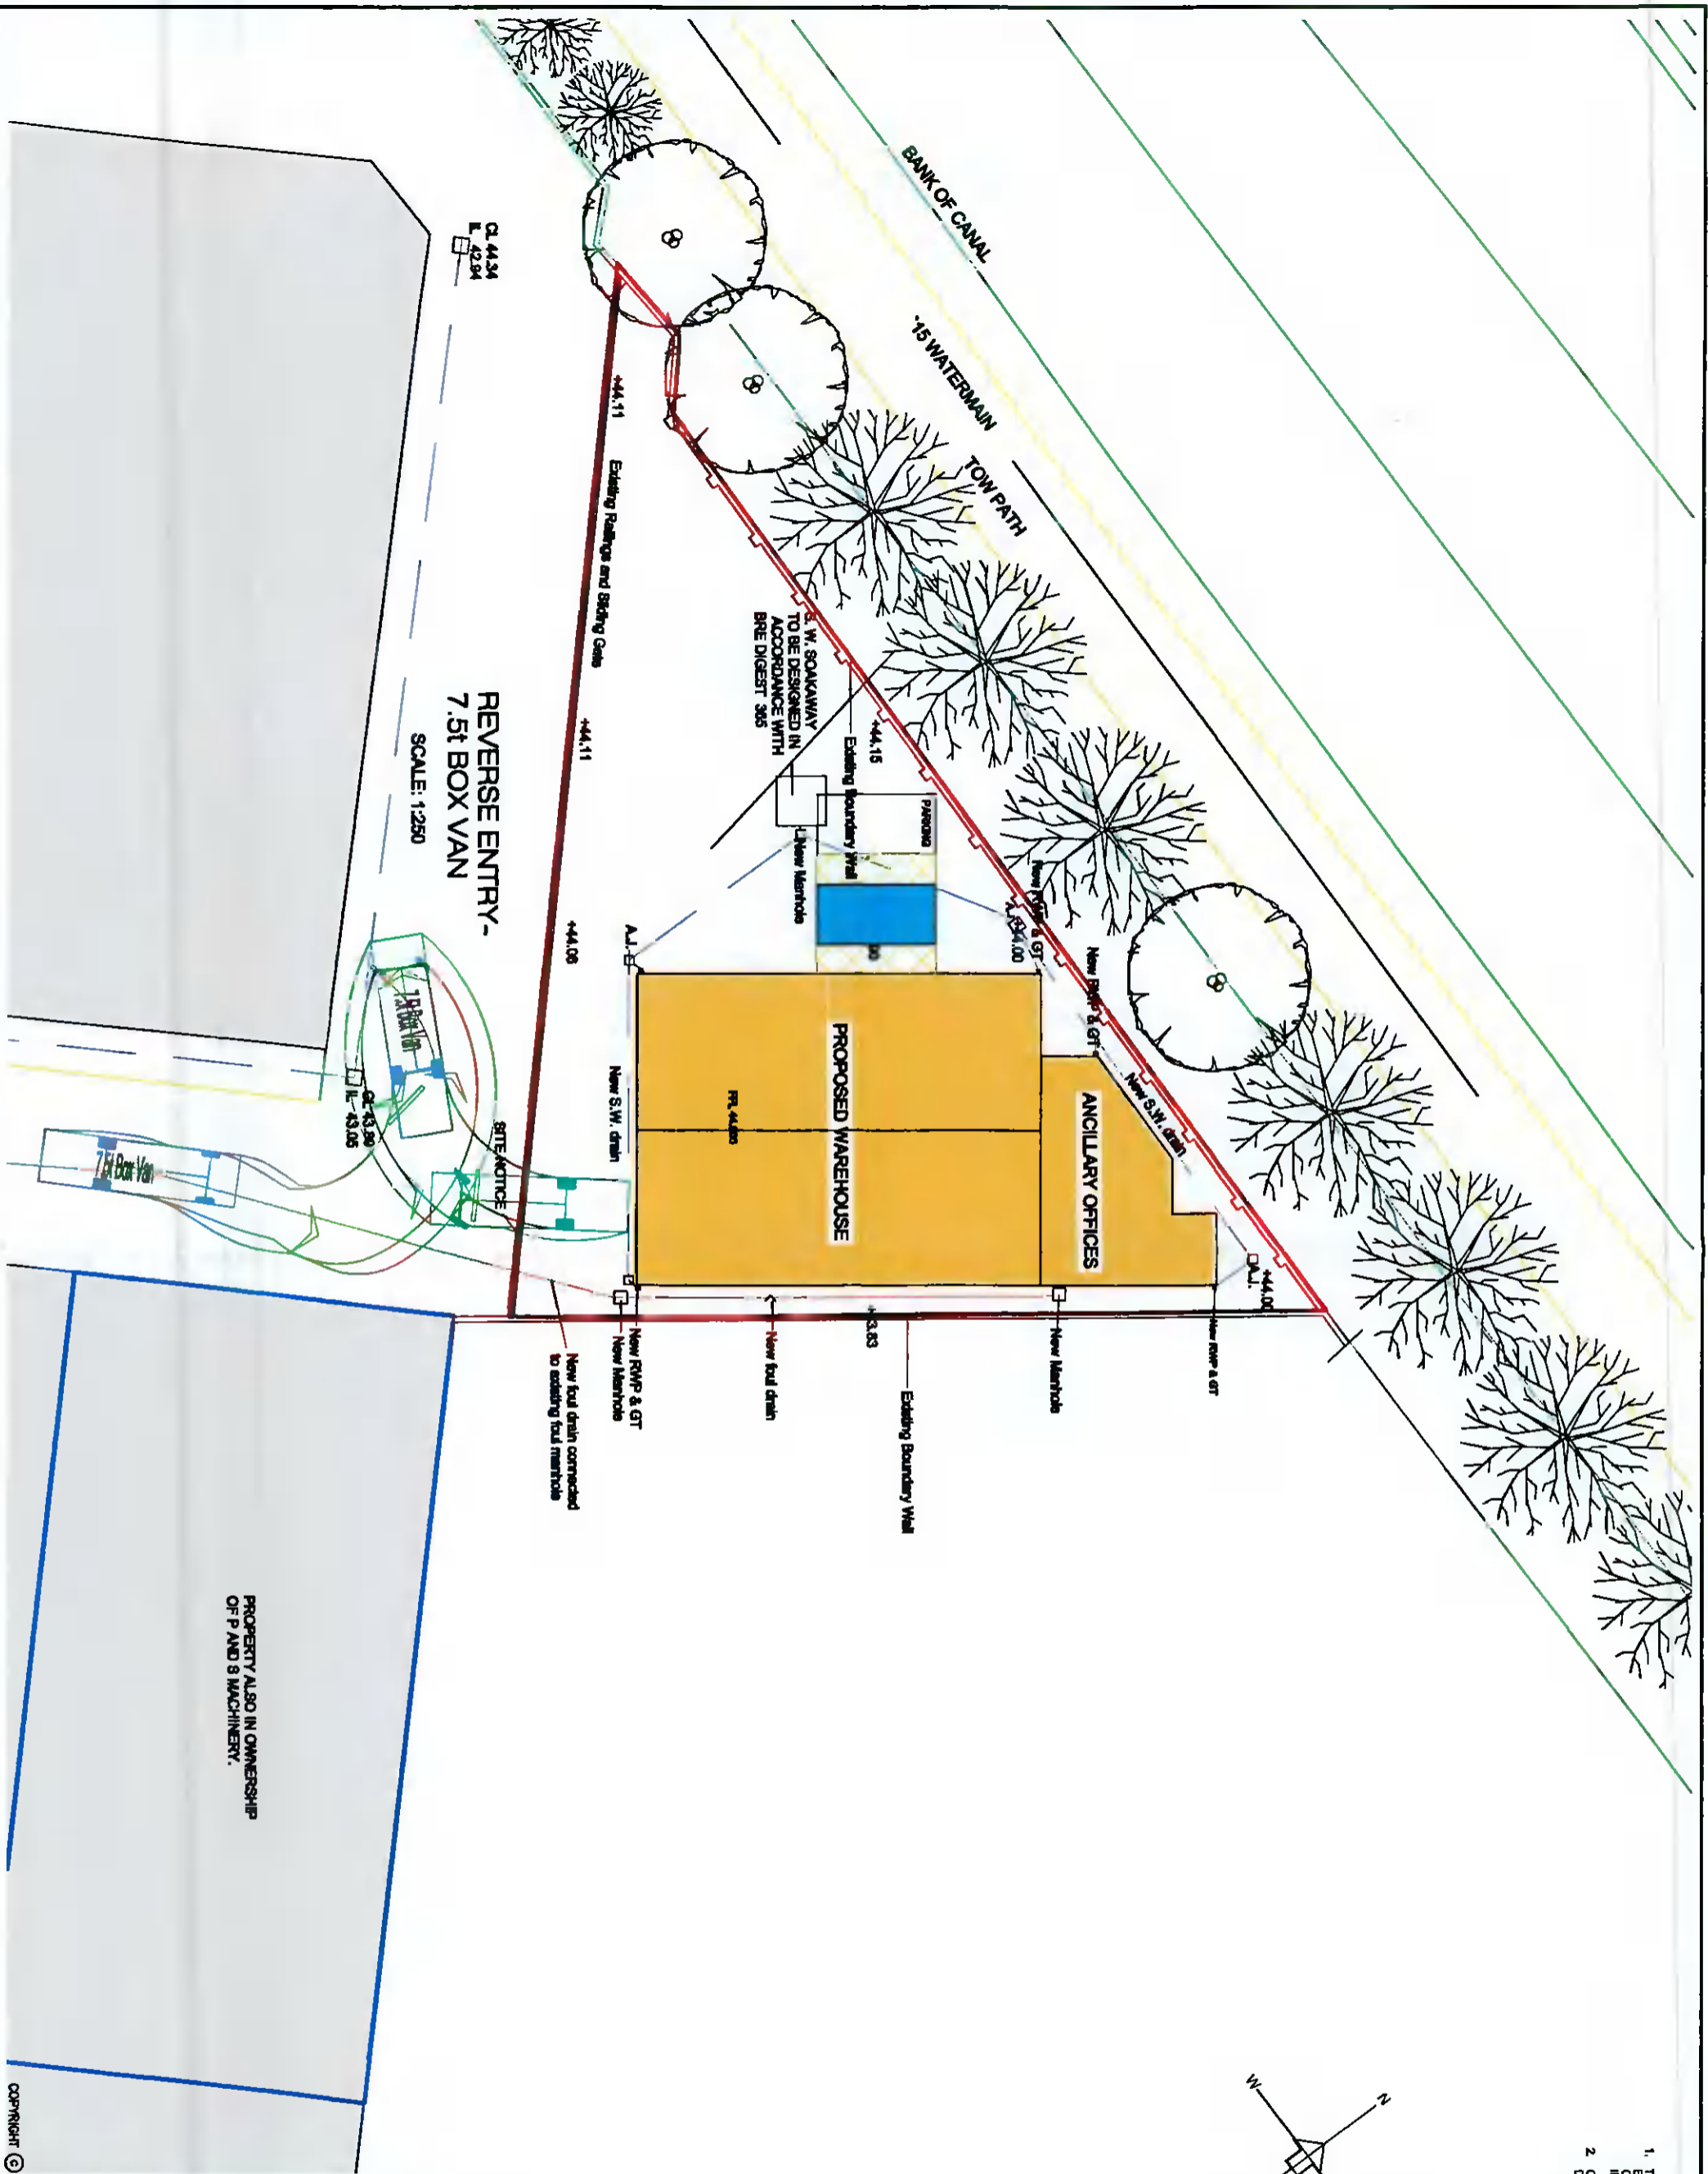 BANK OF CANAL
'15 WATERMAIN
TOW PATH
CL 44.34
IL 42.94
+44.11
Existing Railings and Sliding Gate
+44.11
+44.06
S. W. SOAKAWAY
TO BE DESIGNED IN
ACCORDANCE WITH
BRE DIGEST 365
+44.15
Existing Boundary Wall
PARKING
New Manhole
New RWP & GT
A.J.
+44.00
New RWP & GT
New S.W. drain
REVERSE ENTRY-
7.5t BOX VAN
SCALE: 1:250
A.J.
New S.W. drain
PROPOSED WAREHOUSE
ANCILLARY OFFICES
7.5t Box Van
CL 43.80
IL 43.05
SITE NOTICE
7.5t Box Van
+44.00
A.J.
New RWP & GT
New Manhole
Existing Boundary Wall
New foul drain
New RWP & GT
New Manhole
New foul drain connected
to existing foul manhole
PROPERTY ALSO IN OWNERSHIP
OF P AND S MACHINERY.
W
N
1.
2
COPYRIGHT ©